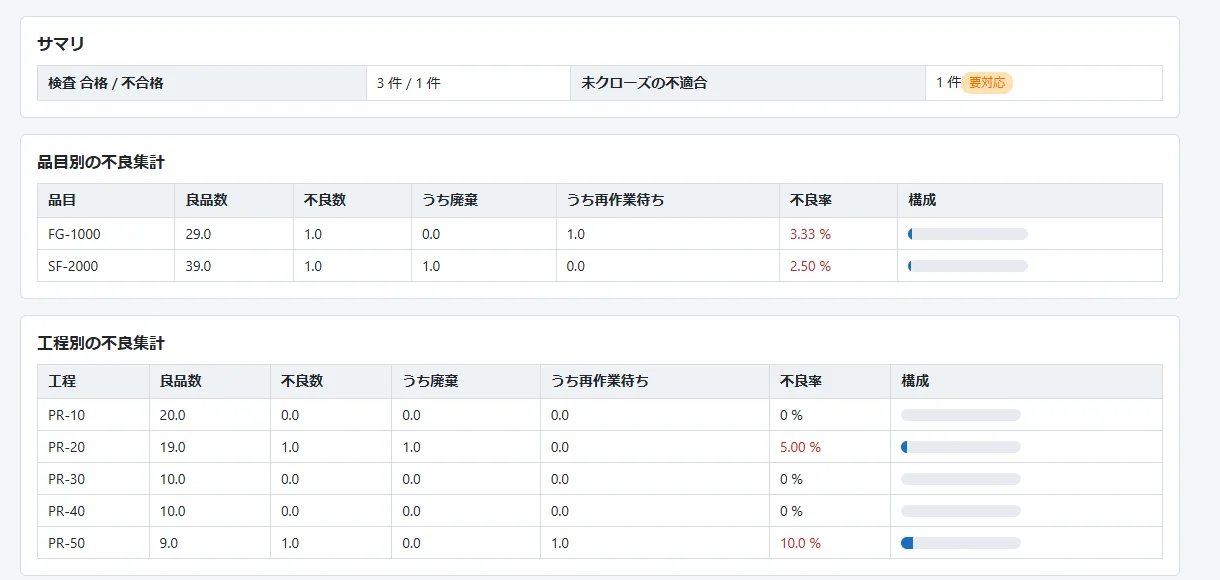 サマリ
検査 合格 / 不合格 3 件 / 1 件 未クローズの不適合 1 件 要対応
品目別の不良集計
品目 良品数 不良数 うち廃棄 うち再作業待ち 不良率 構成
FG-1000 29.0 1.0 0.0 1.0 3.33 %
SF-2000 39.0 1.0 1.0 0.0 2.50 %
工程別の不良集計
工程 良品数 不良数 うち廃棄 うち再作業待ち 不良率 構成
PR-10 20.0 0.0 0.0 0.0 0 %
PR-20 19.0 1.0 1.0 0.0 5.00 %
PR-30 10.0 0.0 0.0 0.0 0 %
PR-40 10.0 0.0 0.0 0.0 0 %
PR-50 9.0 1.0 0.0 1.0 10.0 %